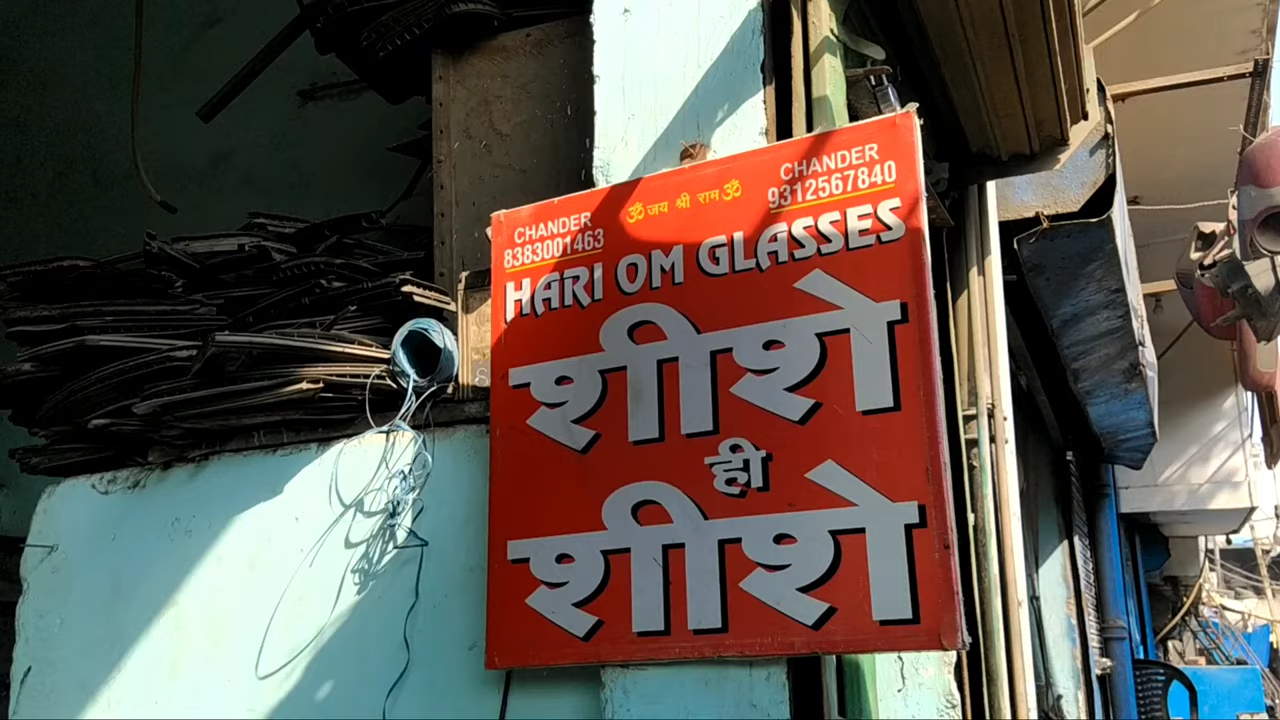 CHANDER
8383001463
ॐ जय श्री राम ॐ
CHANDER
9312567840
HARI OM GLASSES
शीशे
ही
शीशे